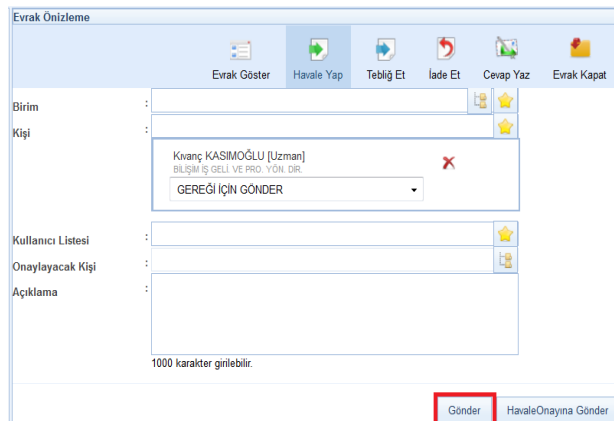 Evrak Önizleme
Evrak Göster Havale Yap Tebliğ Et İade Et Cevap Yaz Evrak Kapat
Birim :
Kişi :
Kıvanç KASIMOĞLU [Uzman]
BİLİŞİM İŞ GELİ. VE PRO. YÖN. DİR.
GEREĞİ İÇİN GÖNDER
Kullanıcı Listesi :
Onaylayacak Kişi :
Açıklama :
1000 karakter girilebilir.
Gönder HavaleOnayına Gönder